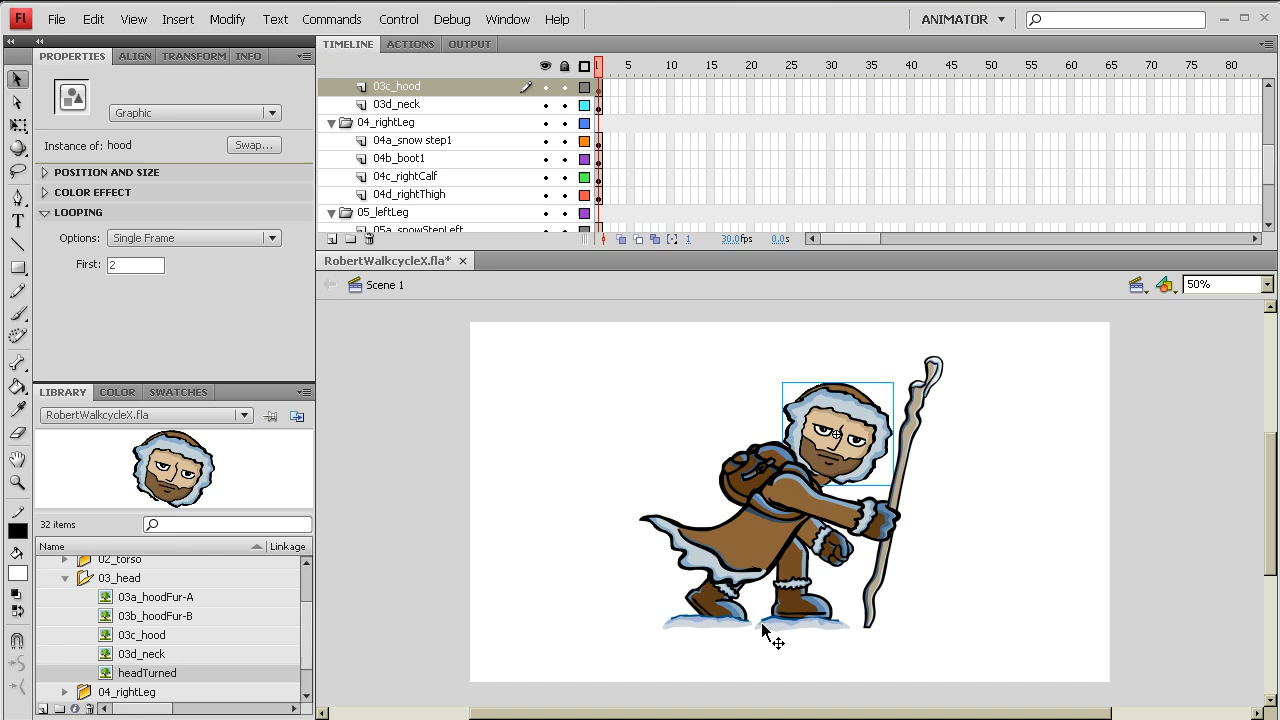 Fl File Edit View Insert Modify Text Commands Control Debug Window Help ANIMATOR
PROPERTIES ALIGN TRANSFORM INFO
TIMELINE ACTIONS OUTPUT
1 5 10 15 20 25 30 35 40 45 50 55 60 65 70 75 80
03c_hood
03d_neck
04_rightLeg
04a_snow step1
04b_boot1
04c_rightCalf
04d_rightThigh
05_leftLeg
05a_snowStepLeft
1 30.0fps 0.0s
Graphic
Instance of: hood Swap...
POSITION AND SIZE
COLOR EFFECT
LOOPING
Options: Single Frame
First: 2
RobertWalkcycleX.fla*
Scene 1 50%
LIBRARY COLOR SWATCHES
RobertWalkcycleX.fla
32 items
Name Linkage
02_torso
03_head
03a_hoodFur-A
03b_hoodFur-B
03c_hood
03d_neck
headTurned
04_rightLeg